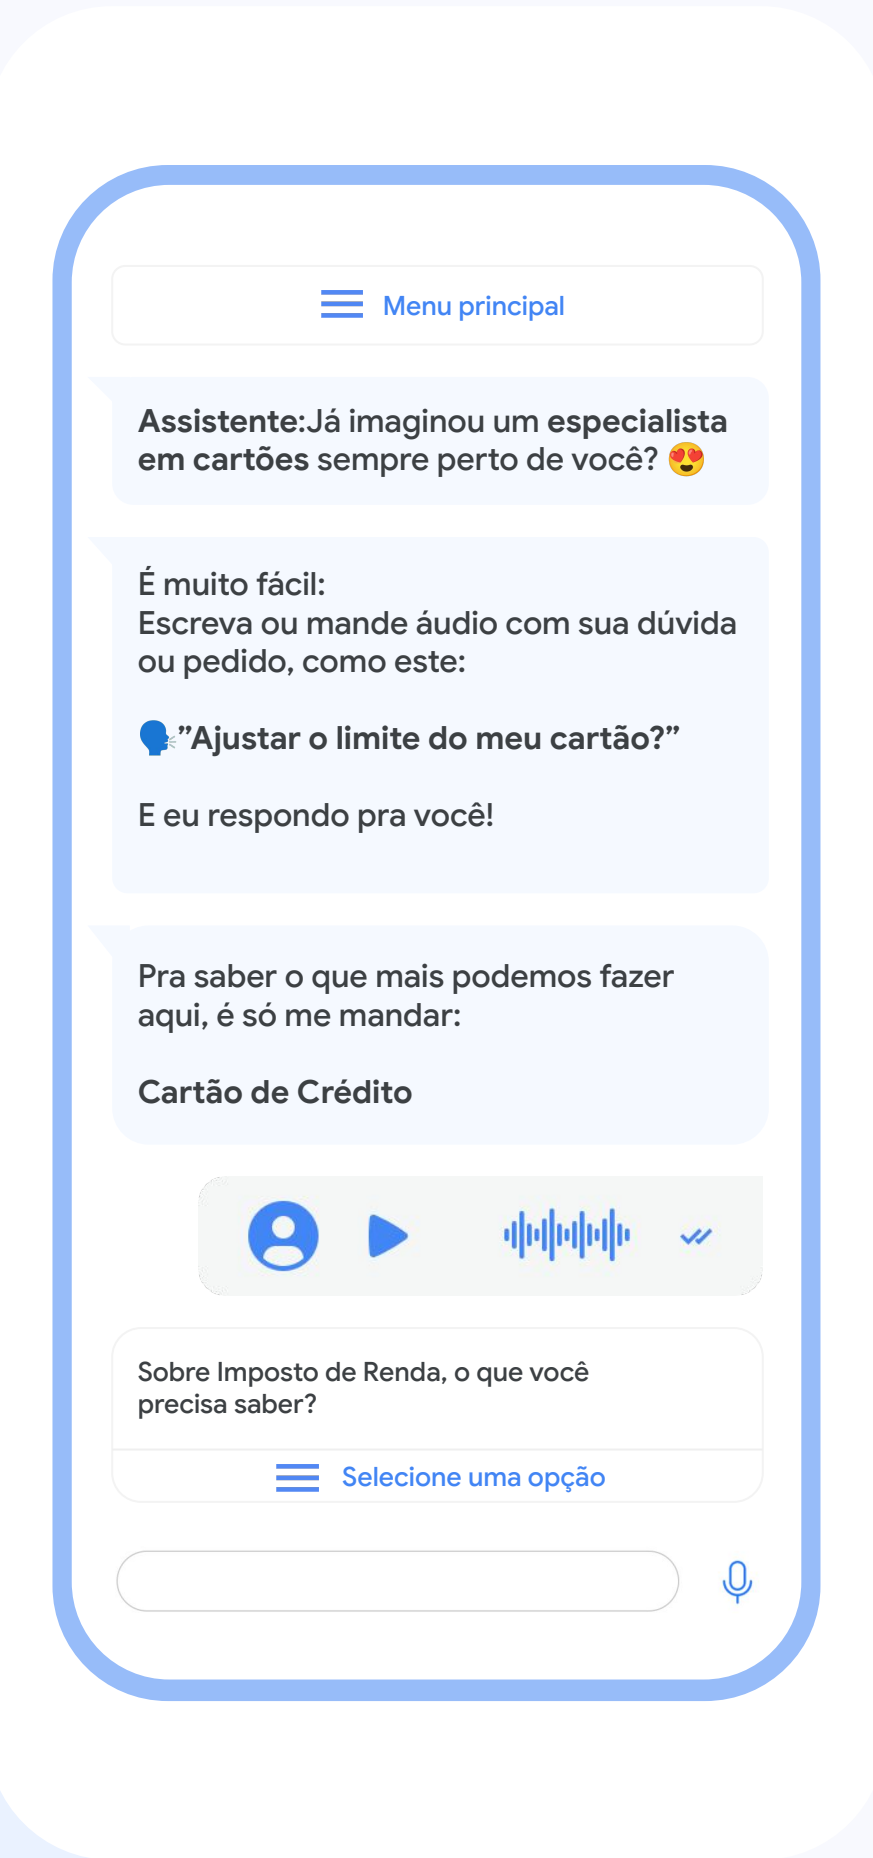 Menu principal
Assistente:Já imaginou um especialista
em cartões sempre perto de você? 😍
É muito fácil:
Escreva ou mande áudio com sua dúvida
ou pedido, como este:
🗣️”Ajustar o limite do meu cartão?”
E eu respondo pra você!
Pra saber o que mais podemos fazer
aqui, é só me mandar:
Cartão de Crédito
Sobre Imposto de Renda, o que você
precisa saber?
Selecione uma opção